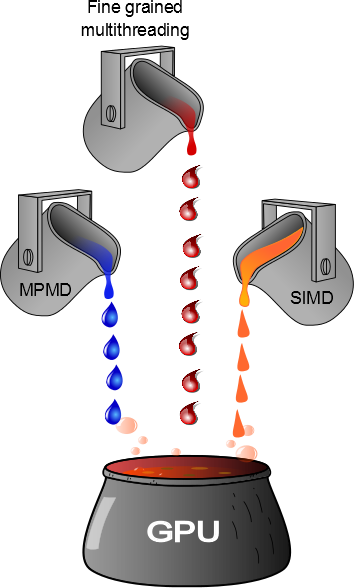 Fine grained
multithreading
MPMD
SIMD
GPU